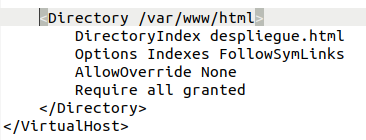 <Directory /var/www/html>
DirectoryIndex despliegue.html
Options Indexes FollowSymLinks
AllowOverride None
Require all granted
</Directory>
</VirtualHost>